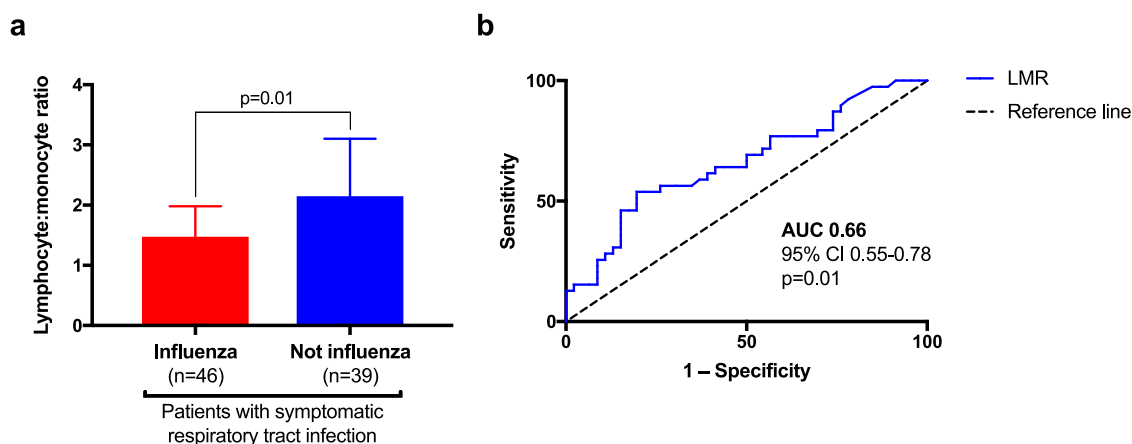 a
Lymphocyte:monocyte ratio
4
3
2
1
0
p=0.01
Influenza
(n=46)
Not influenza
(n=39)
Patients with symptomatic
respiratory tract infection
b
Sensitivity
100
50
0
0
50
100
1 – Specificity
AUC 0.66
95% CI 0.55-0.78
p=0.01
LMR
Reference line